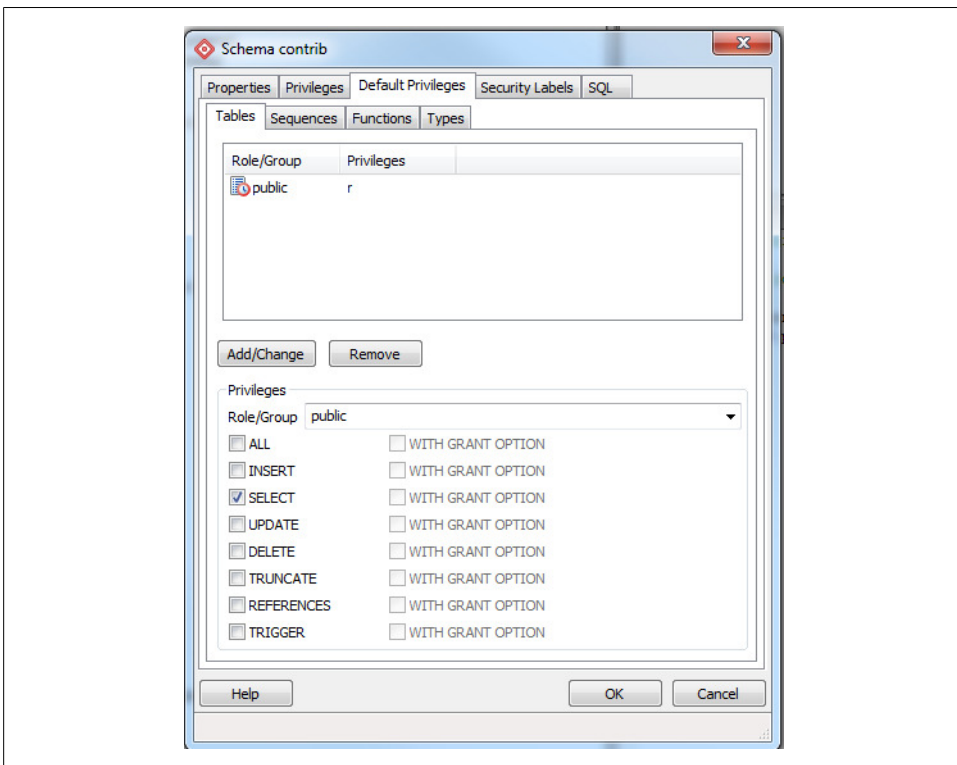 Schema contrib
Properties Privileges Default Privileges Security Labels SQL
Tables Sequences Functions Types
Role/Group Privileges
public r
Add/Change Remove
Privileges
Role/Group public
ALL WITH GRANT OPTION
INSERT WITH GRANT OPTION
SELECT WITH GRANT OPTION
UPDATE WITH GRANT OPTION
DELETE WITH GRANT OPTION
TRUNCATE WITH GRANT OPTION
REFERENCES WITH GRANT OPTION
TRIGGER WITH GRANT OPTION
Help OK Cancel